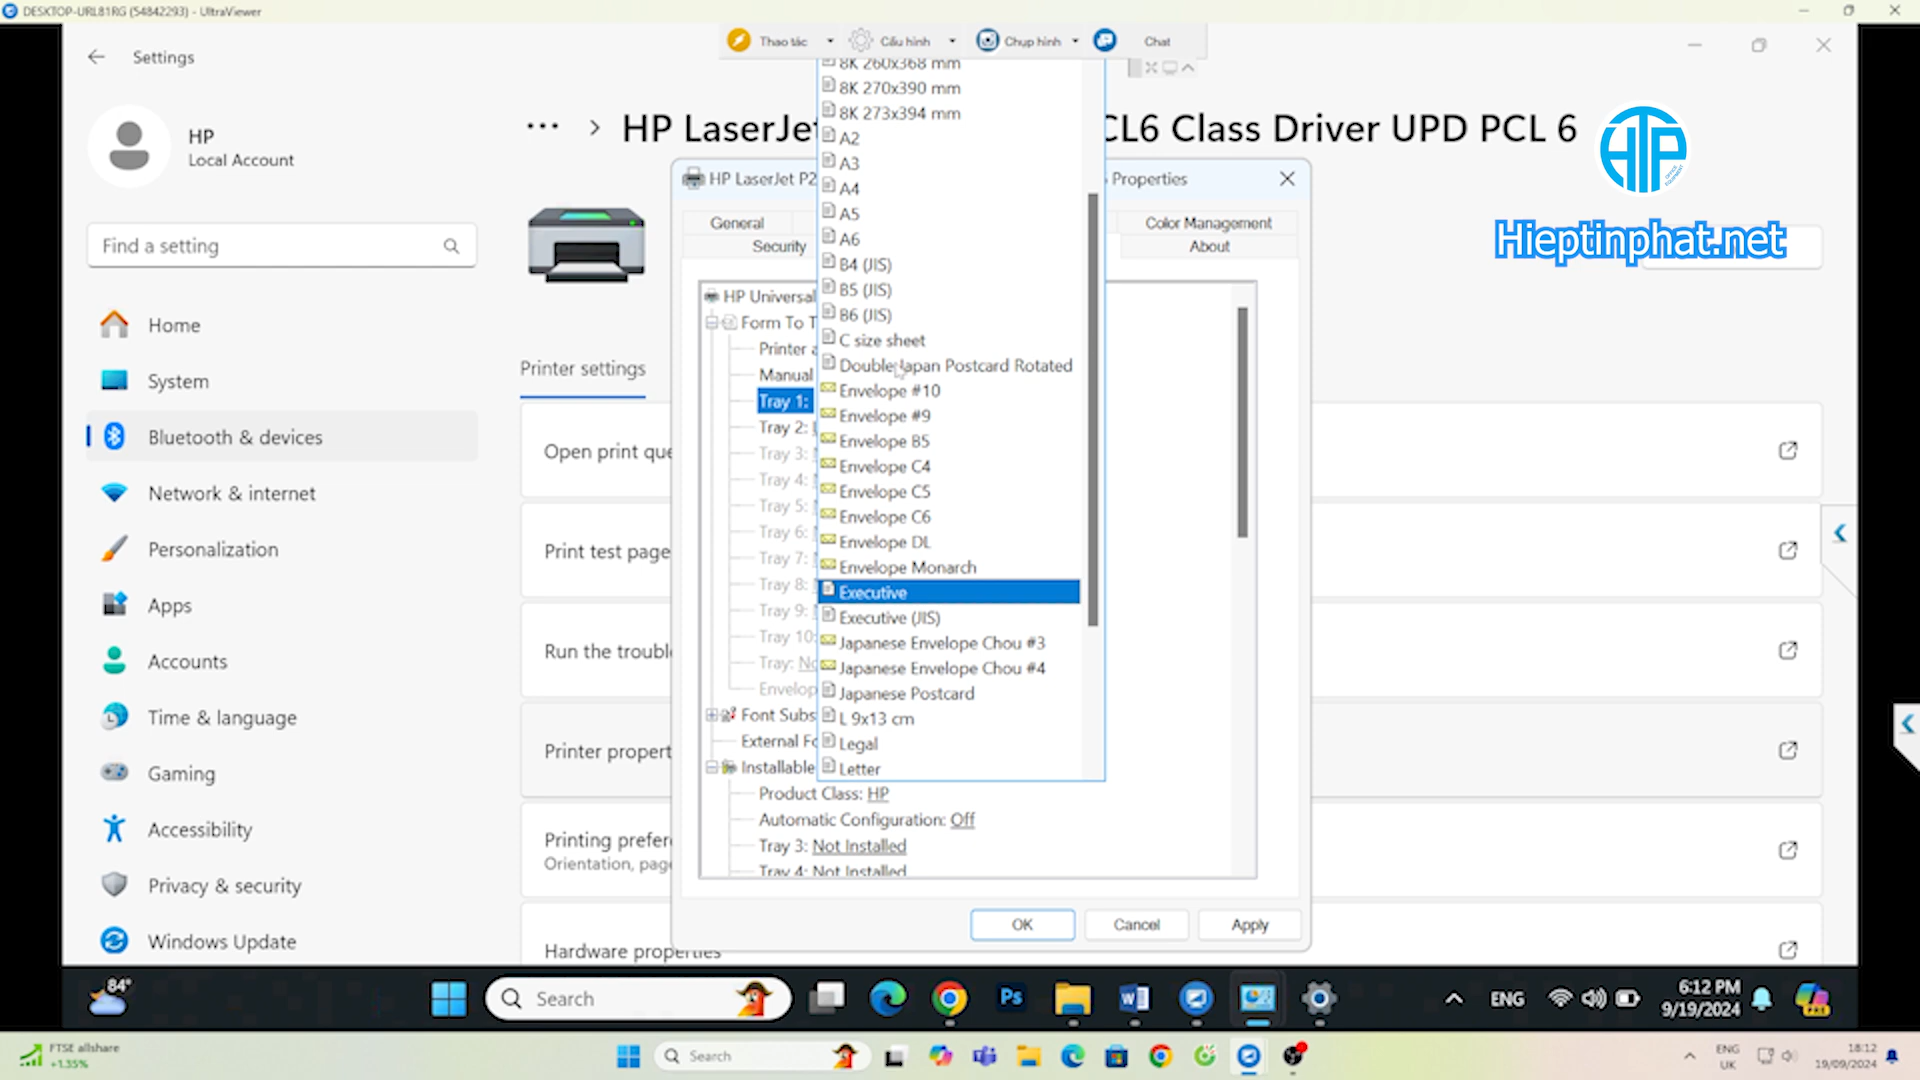 DESKTOP-URL81RG (54842293) - UltraViewer
Thao tác
Cấu hình
Chụp hình
Chat
Settings
HP
Local Account
Find a setting
Home
System
Bluetooth & devices
Network & internet
Personalization
Apps
Accounts
Time & language
Gaming
Accessibility
Privacy & security
Windows Update
··· > HP LaserJet
CL6 Class Driver UPD PCL 6
HTP
OFFICE EQUIPMENT
Hieptinphat.net
Printer settings
Open print que
Print test page
Run the trouble
Printer propert
Printing prefere
Orientation, page
Hardware properties
HP LaserJet P2
Properties
General
Color Management
Security
About
HP Universal
Form To T
Printer a
Manual
Tray 1:
Tray 2:
Tray 3:
Tray 4:
Tray 5:
Tray 6:
Tray 7:
Tray 8:
Tray 9:
Tray 10:
Tray: No
Envelop
Font Subs
External Fo
Installable
Product Class: HP
Automatic Configuration: Off
Tray 3: Not Installed
Tray 4: Not Installed
8K 260x368 mm
8K 270x390 mm
8K 273x394 mm
A2
A3
A4
A5
A6
B4 (JIS)
B5 (JIS)
B6 (JIS)
C size sheet
Double Japan Postcard Rotated
Envelope #10
Envelope #9
Envelope B5
Envelope C4
Envelope C5
Envelope C6
Envelope DL
Envelope Monarch
Executive
Executive (JIS)
Japanese Envelope Chou #3
Japanese Envelope Chou #4
Japanese Postcard
L 9x13 cm
Legal
Letter
OK
Cancel
Apply
84°
Search
Ps
ENG
6:12 PM
9/19/2024
PRE
FTSE allshare
+1.35%
Search
ENG
UK
18:12
19/09/2024